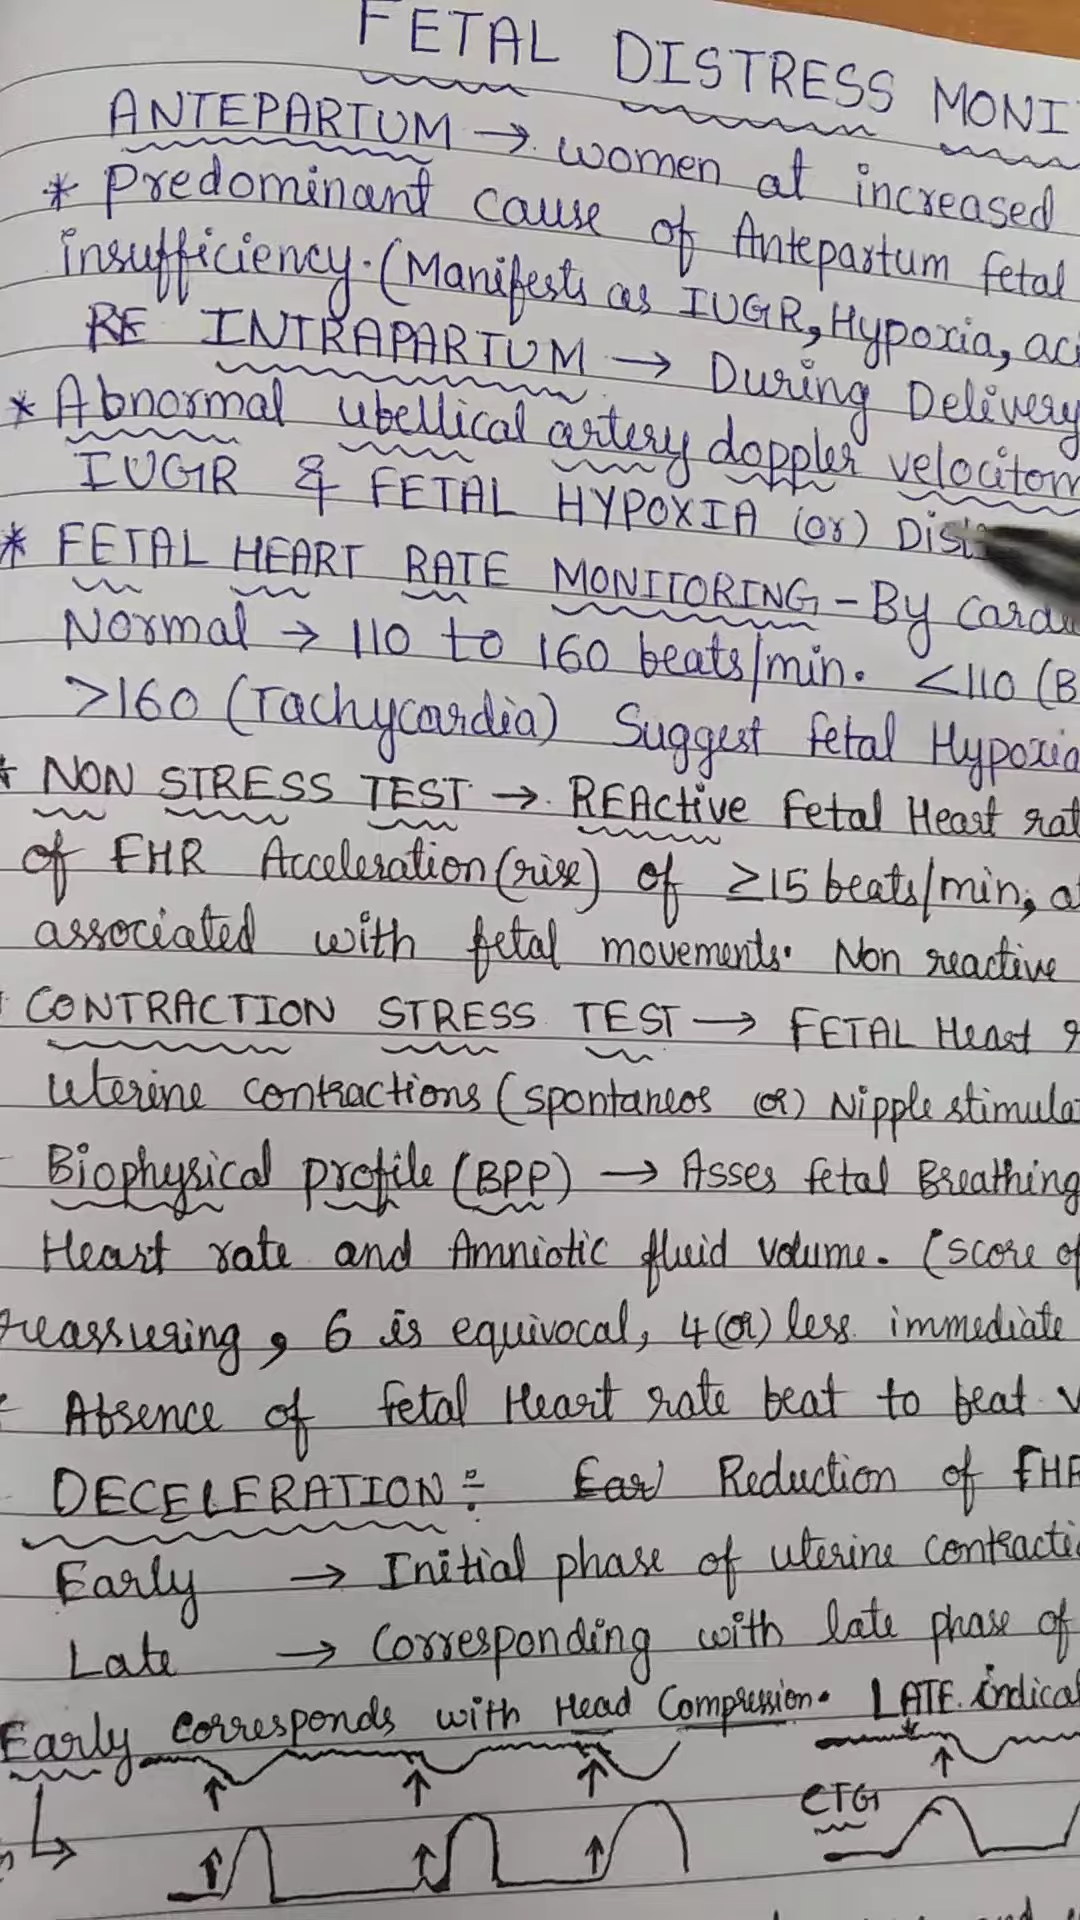 FETAL DISTRESS MONI
ANTEPARTUM → women at increased
* Predominant cause of Antepartum fetal
insufficiency. (Manifests as IUGR, Hypoxia, aci
RE INTRAPARTUM → During Delivery
* Abnormal ubellical artery doppler velocitom
IUGR & FETAL HYPOXIA (or) Dist
* FETAL HEART RATE MONITORING - By Card
Normal → 110 to 160 beats/min. <110 (B
>160 (Tachycardia) Suggest fetal Hypoxia
* NON STRESS TEST → REActive Fetal Heart rat
of FHR Acceleration (rise) of ≥15 beats/min, a
associated with fetal movements. Non reactive
CONTRACTION STRESS TEST → FETAL Heart r
Uterine contractions (spontaneos (or) Nipple stimula
Biophysical profile (BPP) → Asses fetal Breathing
Heart rate and Amniotic fluid volume. (score of
reassuring, 6 is equivocal, 4 (or) less immediate
Absence of fetal Heart rate beat to beat v
DECELERATION: Ear Reduction of FHR
Early → Initial phase of uterine contracti
Late → Corresponding with late phase of
Early corresponds with Head Compression. LATE indica
CTG